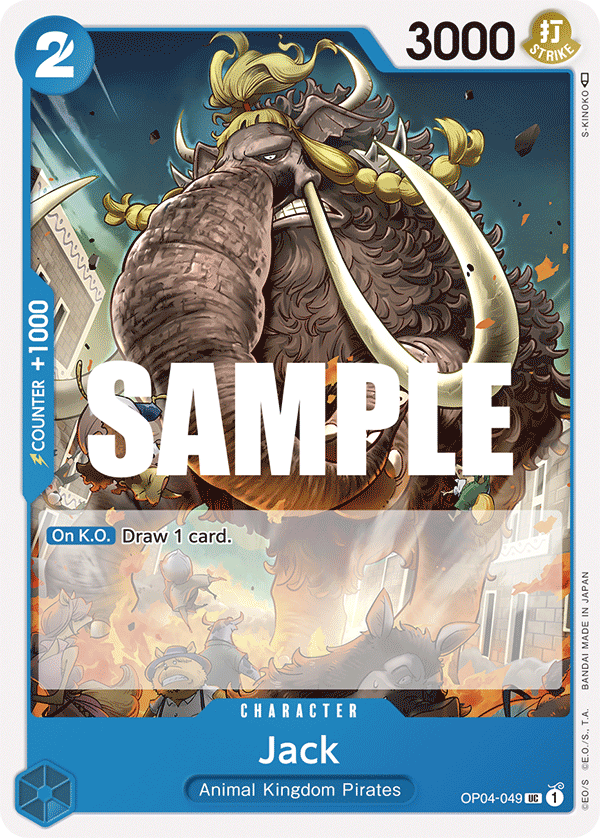 2
3000
打
STRIKE
S-KINOKO
COUNTER +1000
SAMPLE
On K.O. Draw 1 card.
BANDAI MADE IN JAPAN
©E.O./S., T.A.
©EO/S
CHARACTER
Jack
Animal Kingdom Pirates
OP04-049 UC 1